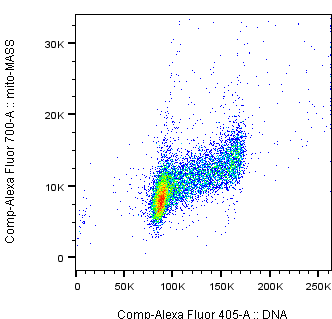 Comp-Alexa Fluor 700-A :: mito-MASS
30K
20K
10K
0
0 50K 100K 150K 200K 250K
Comp-Alexa Fluor 405-A :: DNA